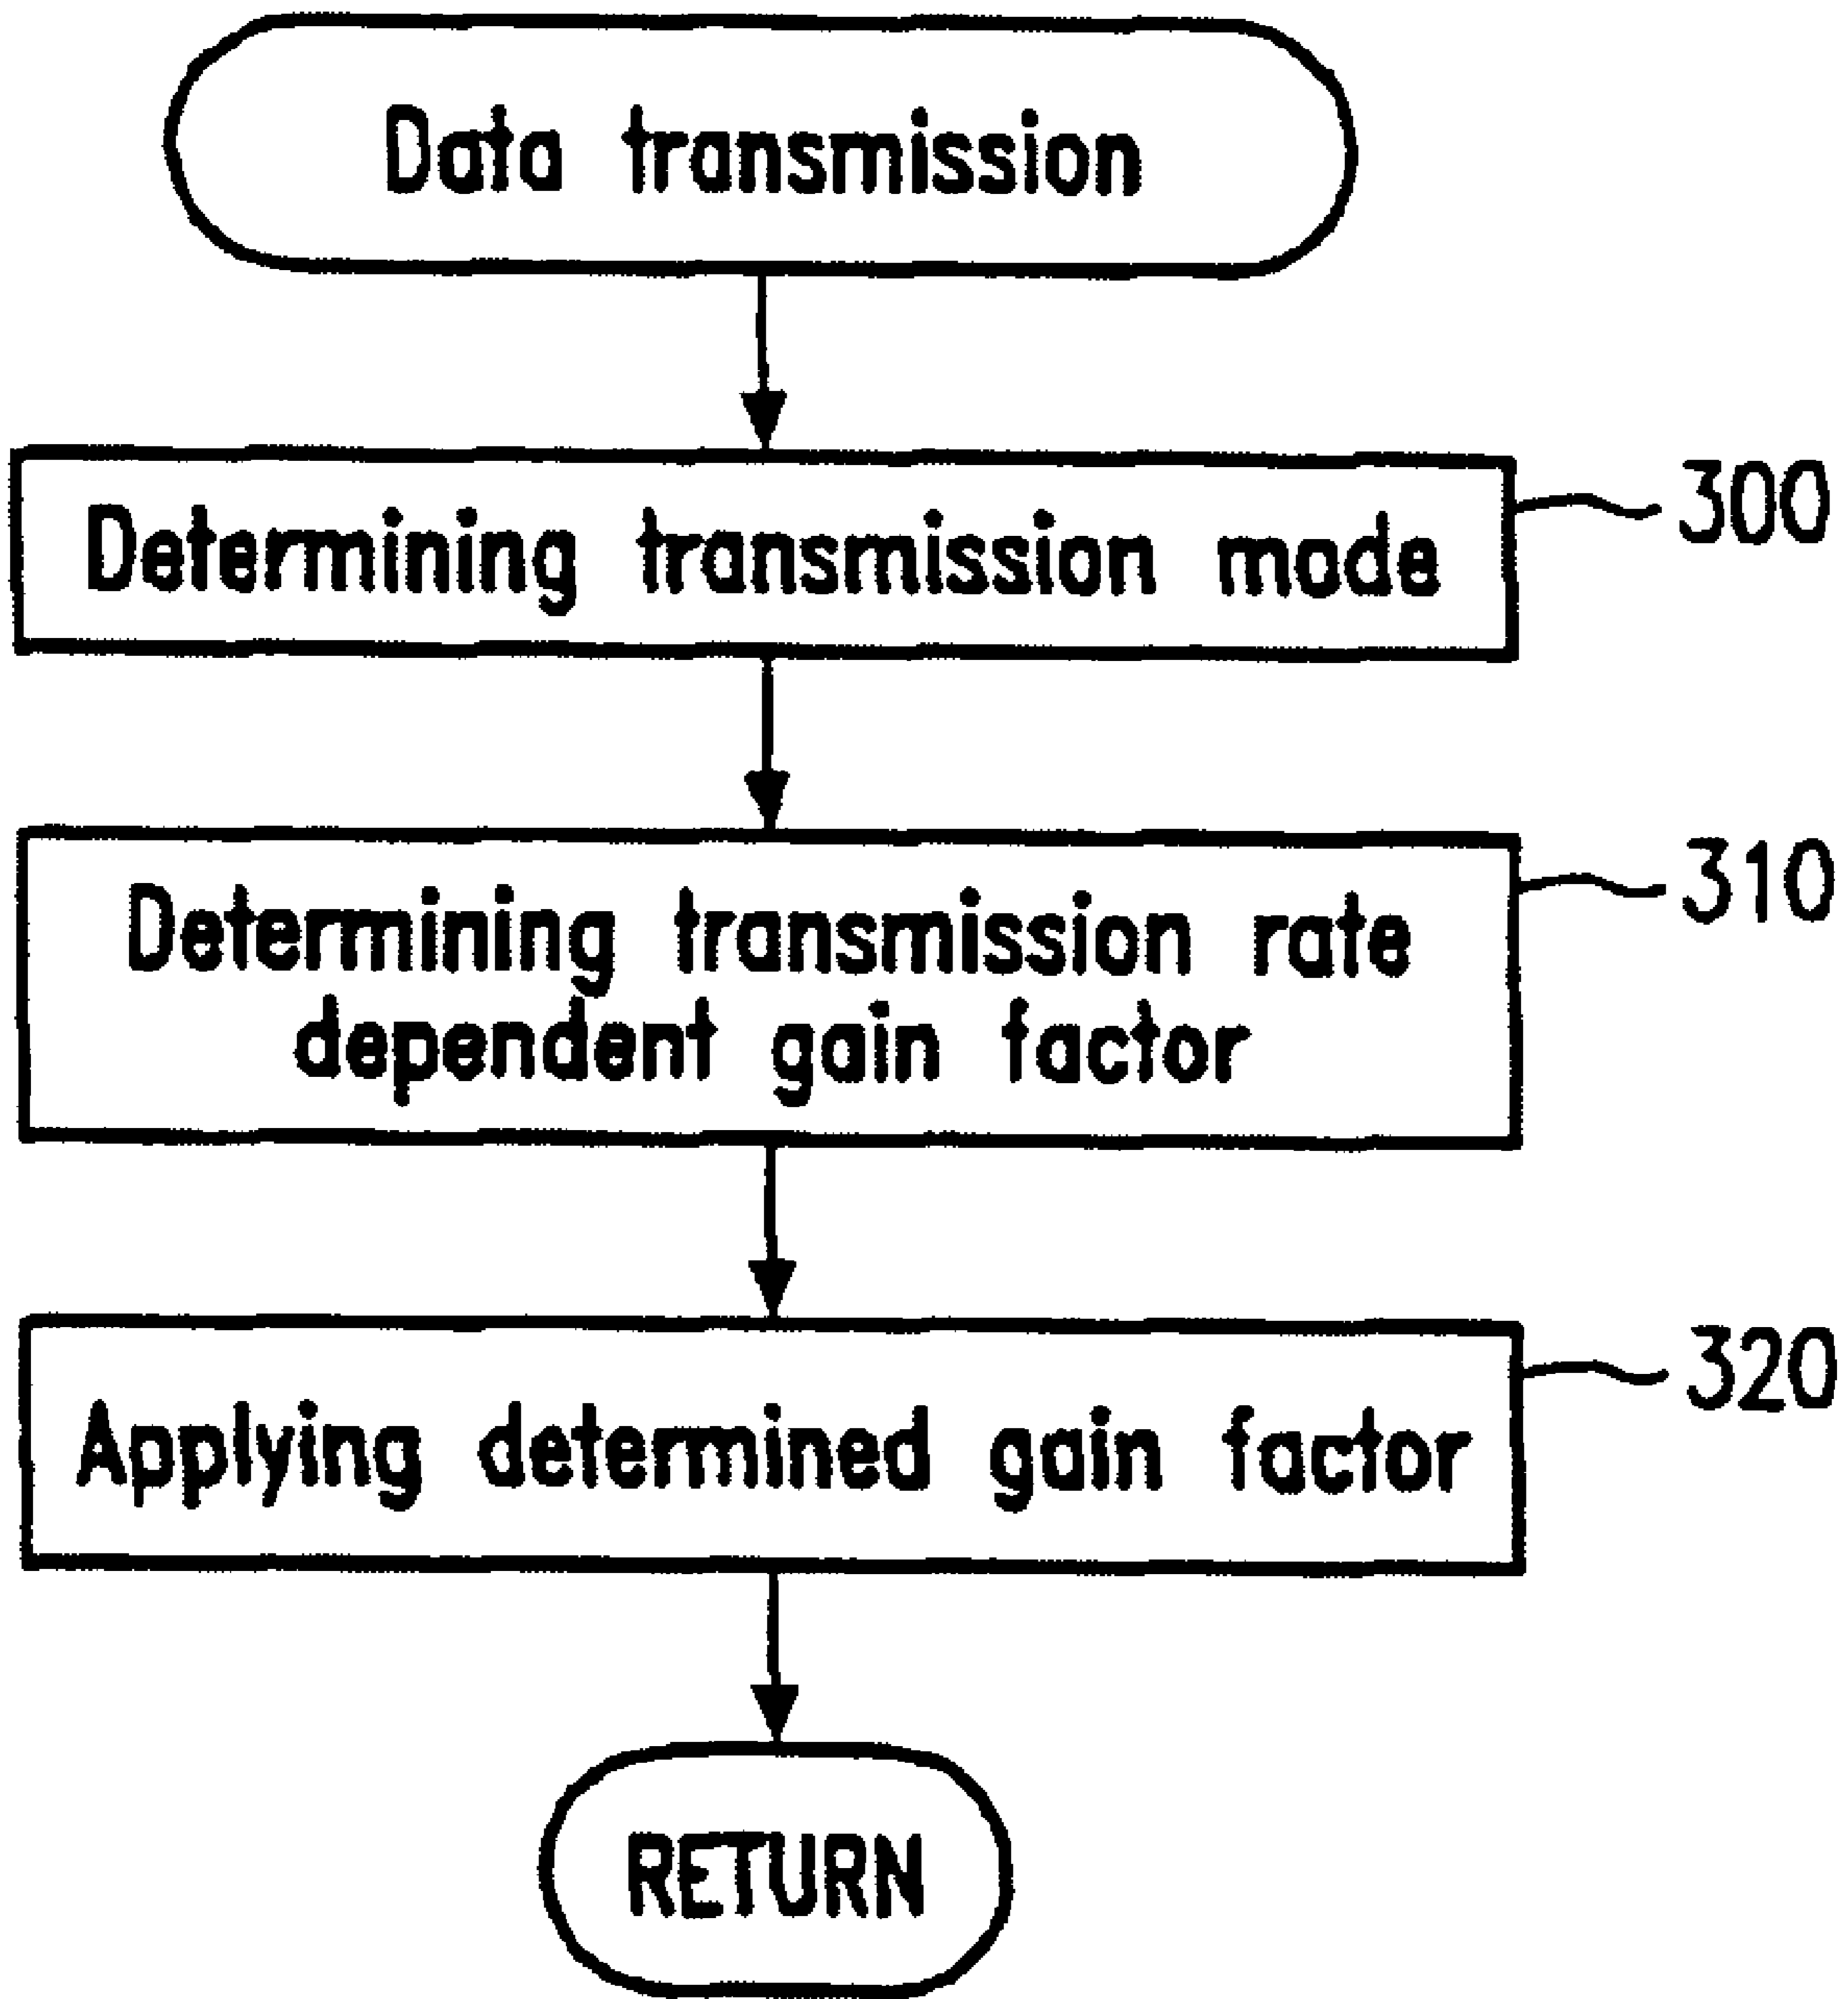 Data transmission
Determining transmission mode
300
Determining transmission rate
dependent gain factor
310
Applying determined gain factor
320
RETURN